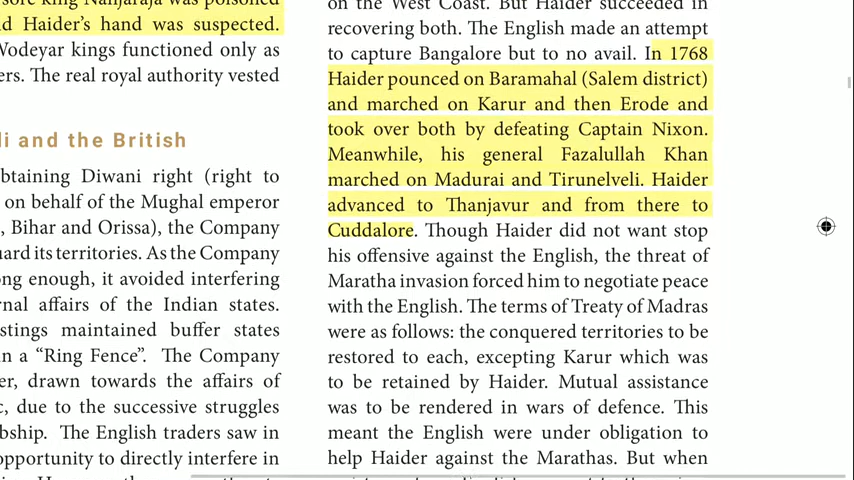 sore king Nanjaraja was poisoned
d Haider's hand was suspected.
Wodeyar kings functioned only as
ers. The real royal authority vested
li and the British
btaining Diwani right (right to
on behalf of the Mughal emperor
, Bihar and Orissa), the Company
uard its territories. As the Company
ong enough, it avoided interfering
rnal affairs of the Indian states.
stings maintained buffer states
n a “Ring Fence”. The Company
er, drawn towards the affairs of
c, due to the successive struggles
bship. The English traders saw in
opportunity to directly interfere in
on the West Coast. But Haider succeeded in
recovering both. The English made an attempt
to capture Bangalore but to no avail. In 1768
Haider pounced on Baramahal (Salem district)
and marched on Karur and then Erode and
took over both by defeating Captain Nixon.
Meanwhile, his general Fazalullah Khan
marched on Madurai and Tirunelveli. Haider
advanced to Thanjavur and from there to
Cuddalore. Though Haider did not want stop
his offensive against the English, the threat of
Maratha invasion forced him to negotiate peace
with the English. The terms of Treaty of Madras
were as follows: the conquered territories to be
restored to each, excepting Karur which was
to be retained by Haider. Mutual assistance
was to be rendered in wars of defence. This
meant the English were under obligation to
help Haider against the Marathas. But when